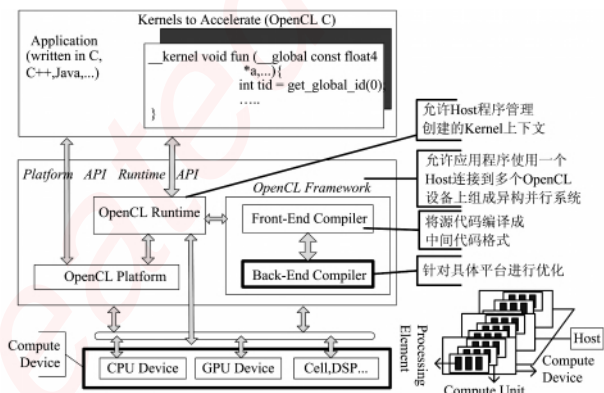 Kernels to Accelerate (OpenCL C)
Application
(written in C,
C++,Java,...)
__kernel void fun (__global const float4
*a,...){
int tid = get_global_id(0);
.....
}
允许Host程序管理
创建的Kernel上下文
Platform API Runtime API
允许应用程序使用一个
Host连接到多个OpenCL
设备上组成异构并行系统
OpenCL Framework
OpenCL Runtime
Front-End Compiler
将源代码编译成
中间代码格式
OpenCL Platform
Back-End Compiler
针对具体平台进行优化
Compute
Device
CPU Device
GPU Device
Cell,DSP...
Processing
Element
Host
Compute
Device
Compute Unit